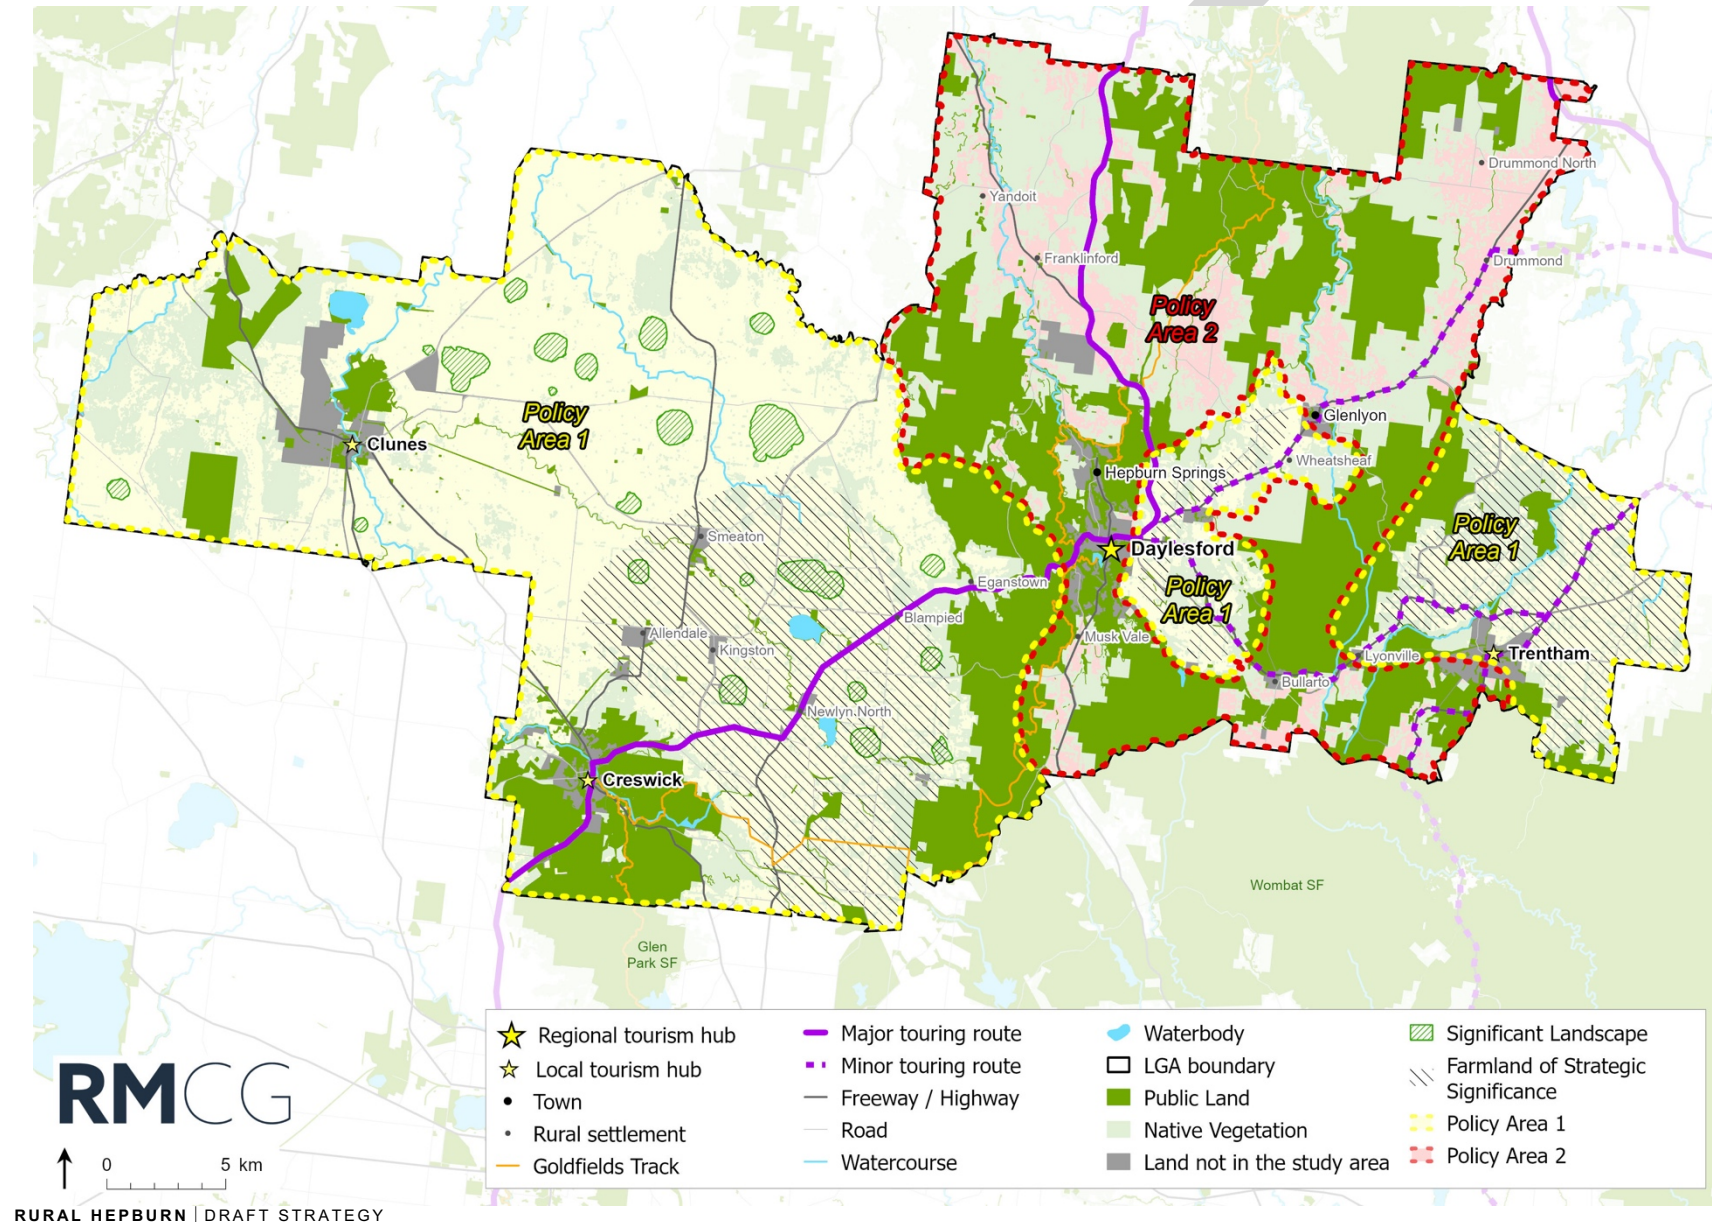 Drummond North
Yandoit
Franklinford
Drummond
Policy
Area 2
Policy
Area 1
Clunes
Glenlyon
Wheatsheaf
Hepburn Springs
Smeaton
Policy
Area 1
Daylesford
Eganstown
Policy
Area 1
Blampied
Allendale
Kingston
Musk Vale
Lyonville
Trentham
Bullarto
Newlyn North
Creswick
Wombat SF
Glen
Park SF
Regional tourism hub
Local tourism hub
Town
Rural settlement
Goldfields Track
Major touring route
Minor touring route
Freeway / Highway
Road
Watercourse
Waterbody
LGA boundary
Public Land
Native Vegetation
Land not in the study area
Significant Landscape
Farmland of Strategic
Significance
Policy Area 1
Policy Area 2
RMCG
0 5 km
RURAL HEPBURN | DRAFT STRATEGY